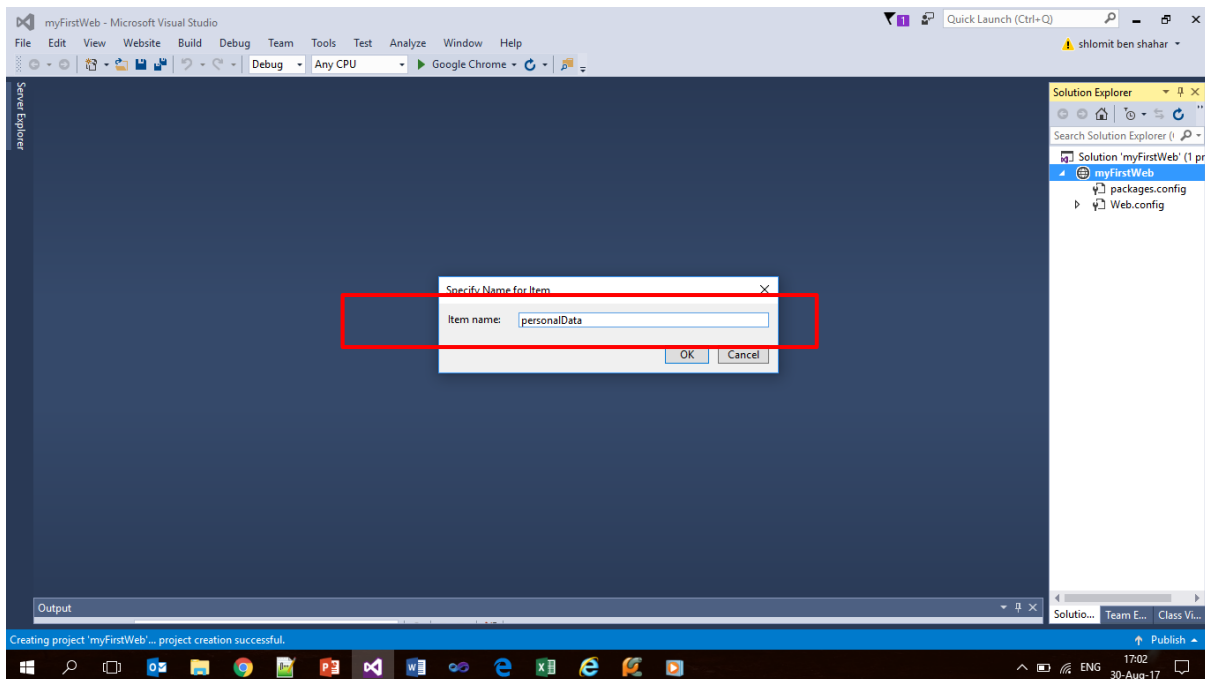 myFirstWeb - Microsoft Visual Studio
1
Quick Launch (Ctrl+Q)
File Edit View Website Build Debug Team Tools Test Analyze Window Help
shlomit ben shahar
Debug Any CPU Google Chrome
Server Explorer
Solution Explorer
Search Solution Explorer (
Solution 'myFirstWeb' (1 pr
myFirstWeb
packages.config
Web.config
Specify Name for Item
Item name: personalData
OK Cancel
Output
Solutio... Team E... Class Vi...
Creating project 'myFirstWeb'... project creation successful.
Publish
ENG
17:02
30-Aug-17